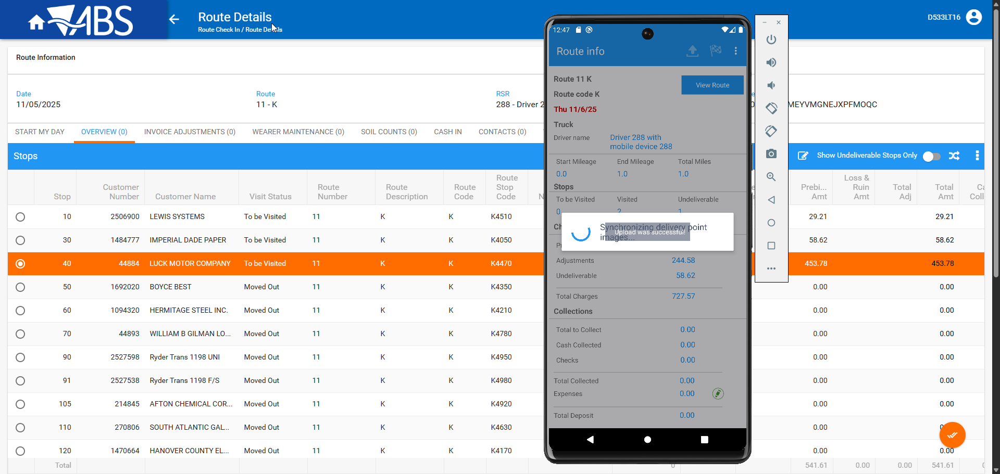 ABS
Route Details
Route Check In / Route Details
D533LT16
Route Information
Date
11/05/2025
Route
11 - K
RSR
288 - Driver 2
MEYVMGNEJXPFMOQC
START MY DAY
OVERVIEW (0)
INVOICE ADJUSTMENTS (0)
WEARER MAINTENANCE (0)
SOIL COUNTS (0)
CASH IN
CONTACTS (0)
Stops
Show Undeliverable Stops Only
Stop
Customer Number
Customer Name
Visit Status
Route Number
Route Description
Route Code
Route Stop Code
Prebi... Amt
Loss & Ruin Amt
Total Adj
Total Amt
10 2506900 LEWIS SYSTEMS To be Visited 11 K K K4510 29.21 29.21
30 1484777 IMPERIAL DADE PAPER To be Visited 11 K K K4050 58.62 58.62
40 44884 LUCK MOTOR COMPANY To be Visited 11 K K K4470 453.78 453.78
50 1692020 BOYCE BEST Moved Out 11 K K K4350 0.00 0.00
60 1094320 HERMITAGE STEEL INC. Moved Out 11 K K K4210 0.00 0.00
70 44893 WILLIAM B GILMAN LO... Moved Out 11 K K K4780 0.00 0.00
90 2527598 Ryder Trans 1198 UNI Moved Out 11 K K K4950 0.00 0.00
91 2527538 Ryder Trans 1198 F/S Moved Out 11 K K K4980 0.00 0.00
105 214845 AFTON CHEMICAL COR... Moved Out 11 K K K4920 0.00 0.00
110 270806 SOUTH ATLANTIC GAL... Moved Out 11 K K K4630 0.00
120 1470664 HANOVER COUNTY EL... Moved Out 11 K K K4170 0.00 0.00
Total 0 541.61 0.00 0.00 541.61
12:47
Route info
Route 11 K
View Route
Route code K
Thu 11/6/25
Truck
Driver name
Driver 288 with
mobile device 288
Start Mileage End Mileage Total Miles
0.0 1.0 1.0
Stops
To be Visited Visited Undeliverable
0 2 1
Synchronizing delivery point
images...
Upload was successful!
Adjustments 244.58
Undeliverable 58.62
Total Charges 727.57
Collections
Total to Collect 0.00
Cash Collected 0.00
Checks 0.00
Total Collected 0.00
Expenses 0.00
Total Deposit 0.00